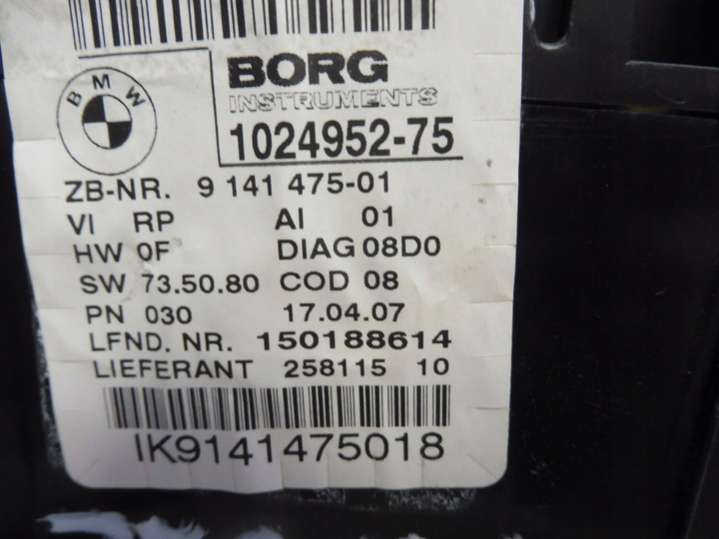 BMW
BORG
INSTRUMENTS
1024952-75
ZB-NR. 9 141 475-01
VI RP AI 01
HW 0F DIAG 08D0
SW 73.50.80 COD 08
PN 030 17.04.07
LFND. NR. 150188614
LIEFERANT 258115 10
IK9141475018